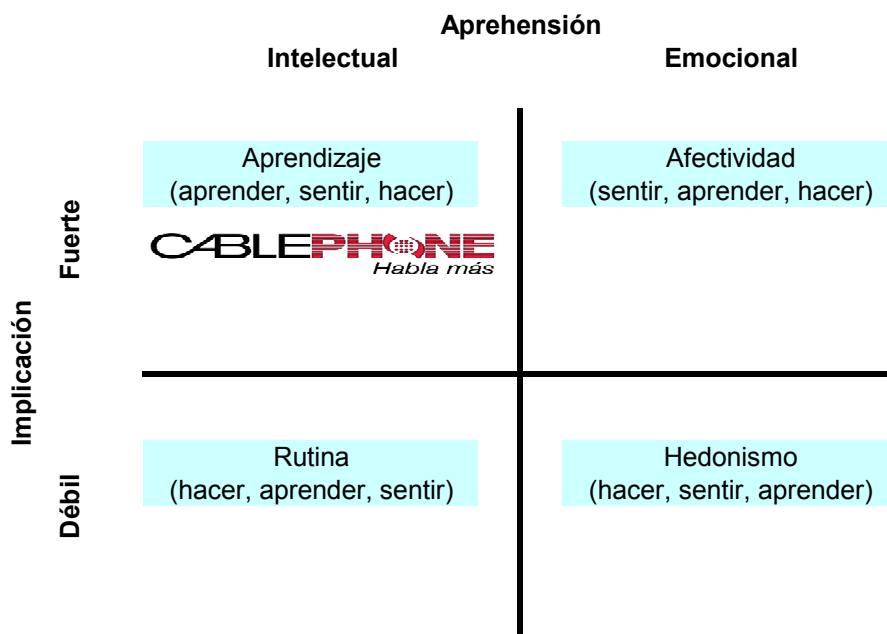 Aprehensión
Intelectual
Emocional
Implicación
Fuerte
Aprendizaje
(aprender, sentir, hacer)
CABLEPHONE
Habla más
Afectividad
(sentir, aprender, hacer)
Débil
Rutina
(hacer, aprender, sentir)
Hedonismo
(hacer, sentir, aprender)